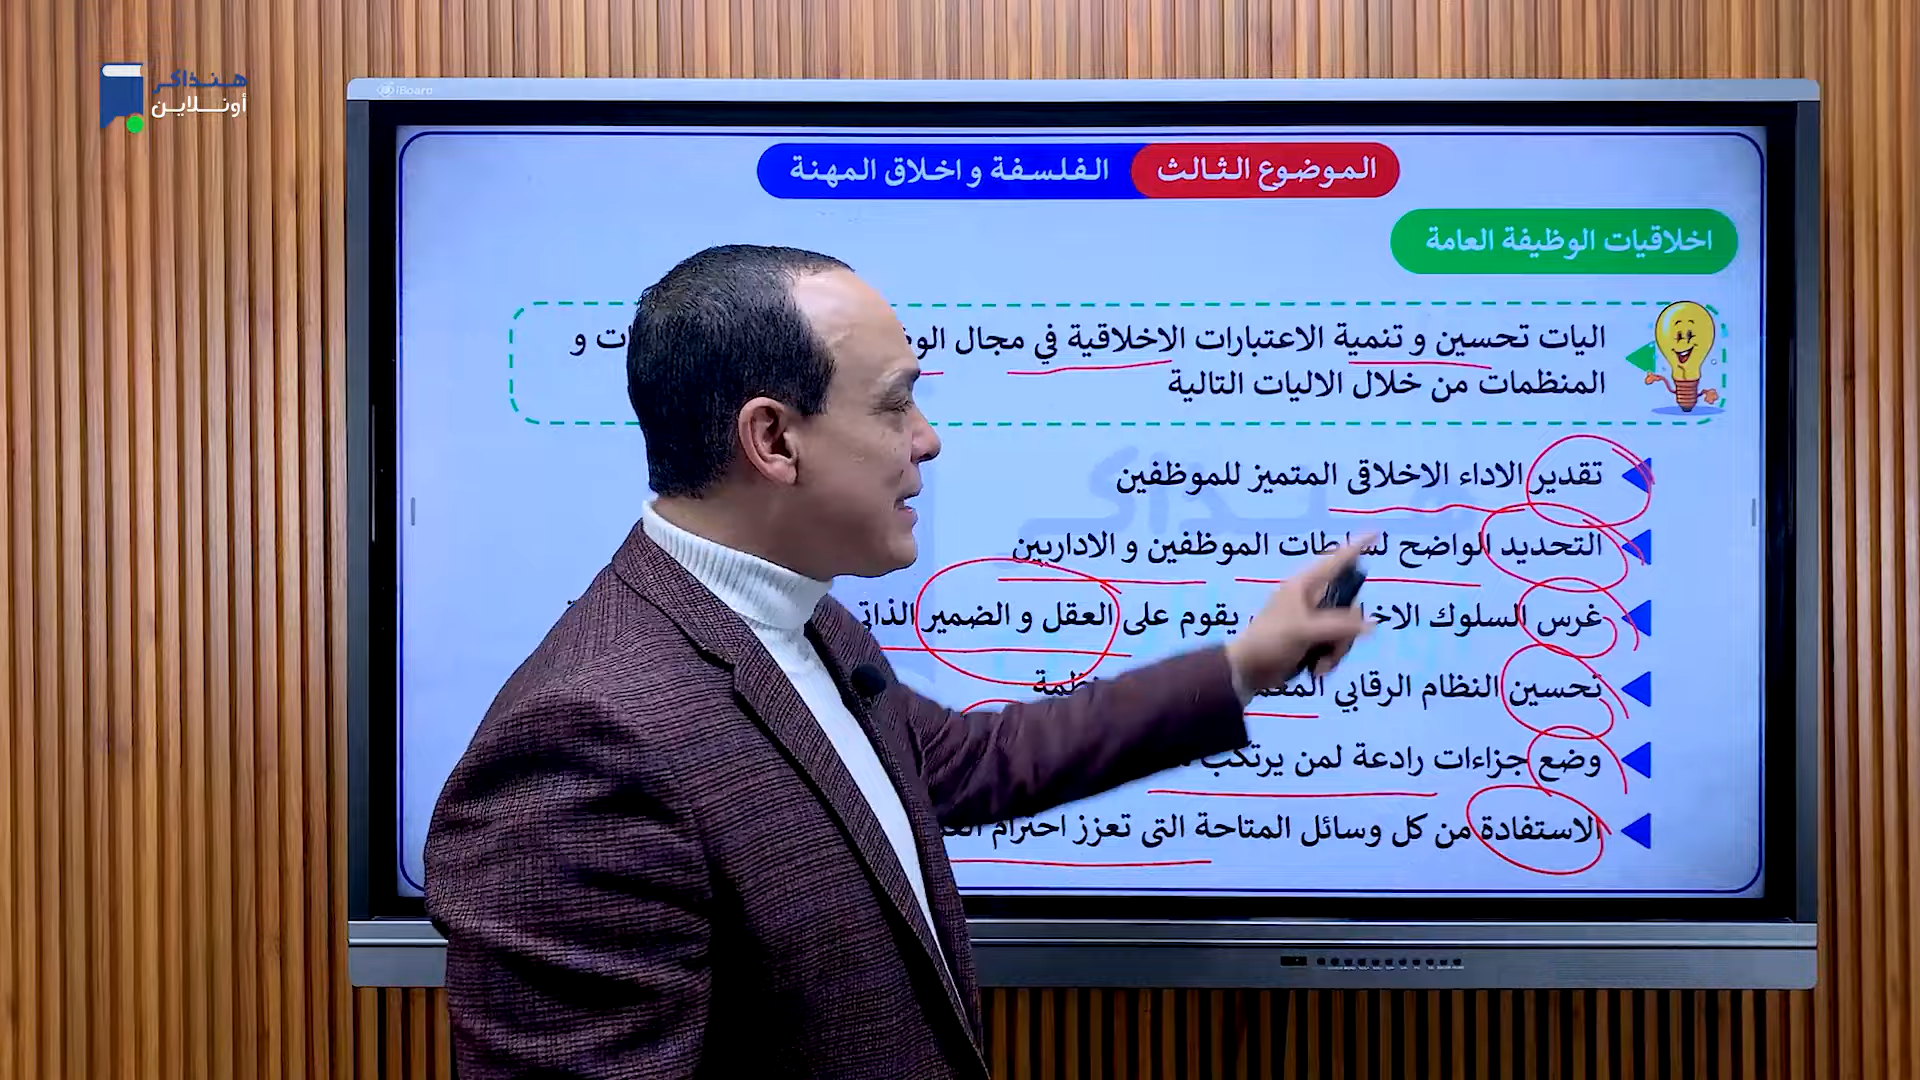 هنذاكر
أونلاين
iBoard
الموضوع الثالث
الفلسفة و اخلاق المهنة
اخلاقيات الوظيفة العامة
اليات تحسين و تنمية الاعتبارات الاخلاقية في مجال
المنظمات من خلال الاليات التالية
تقدير الاداء الاخلاقى المتميز للموظفين
التحديد الواضح لسلطات الموظفين و الاداريين
غرس السلوك يقوم على العقل و الضمير
تحسين النظام الرقابي
وضع جزاءات رادعة لمن يرتكب
الاستفادة من كل وسائل المتاحة التى تعزز احترام